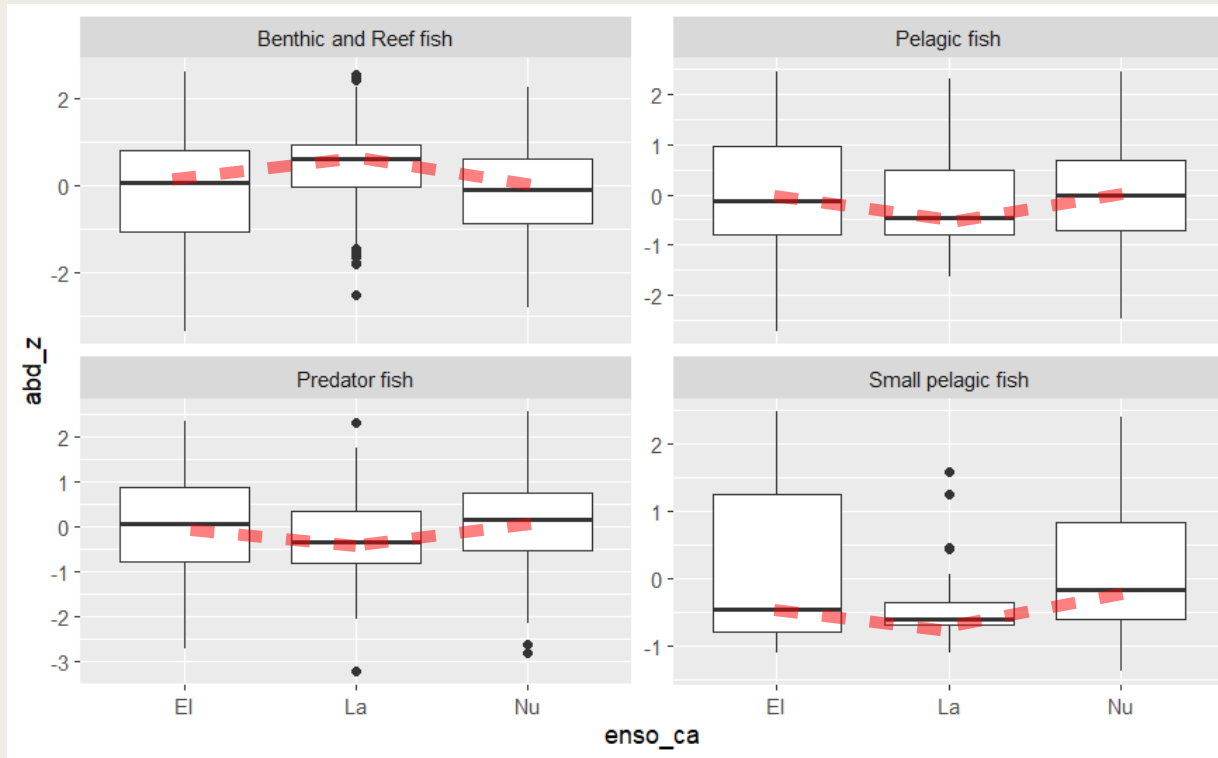 Benthic and Reef fish
Pelagic fish
2
0
-2
2
1
0
-1
-2
abd_z
Predator fish
Small pelagic fish
2
1
0
-1
-2
-3
2
1
0
-1
El
La
Nu
El
La
Nu
enso_ca